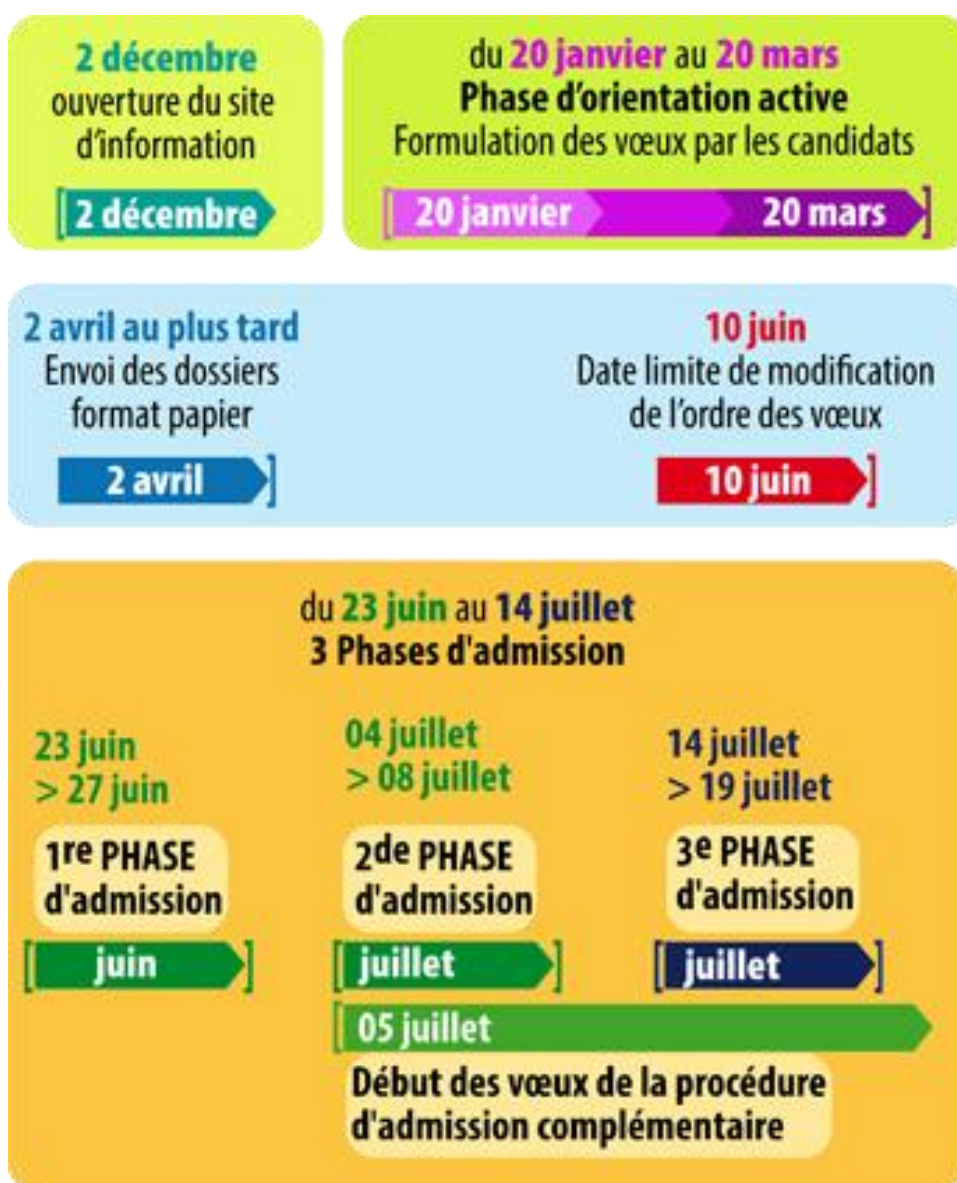 2 décembre
ouverture du site
d'information
2 décembre
du 20 janvier au 20 mars
Phase d'orientation active
Formulation des vœux par les candidats
20 janvier
20 mars
2 avril au plus tard
Envoi des dossiers
format papier
2 avril
10 juin
Date limite de modification
de l'ordre des vœux
10 juin
du 23 juin au 14 juillet
3 Phases d'admission
23 juin
> 27 juin
1re PHASE
d'admission
juin
04 juillet
> 08 juillet
2de PHASE
d'admission
juillet
14 juillet
> 19 juillet
3e PHASE
d'admission
juillet
05 juillet
Début des vœux de la procédure
d'admission complémentaire